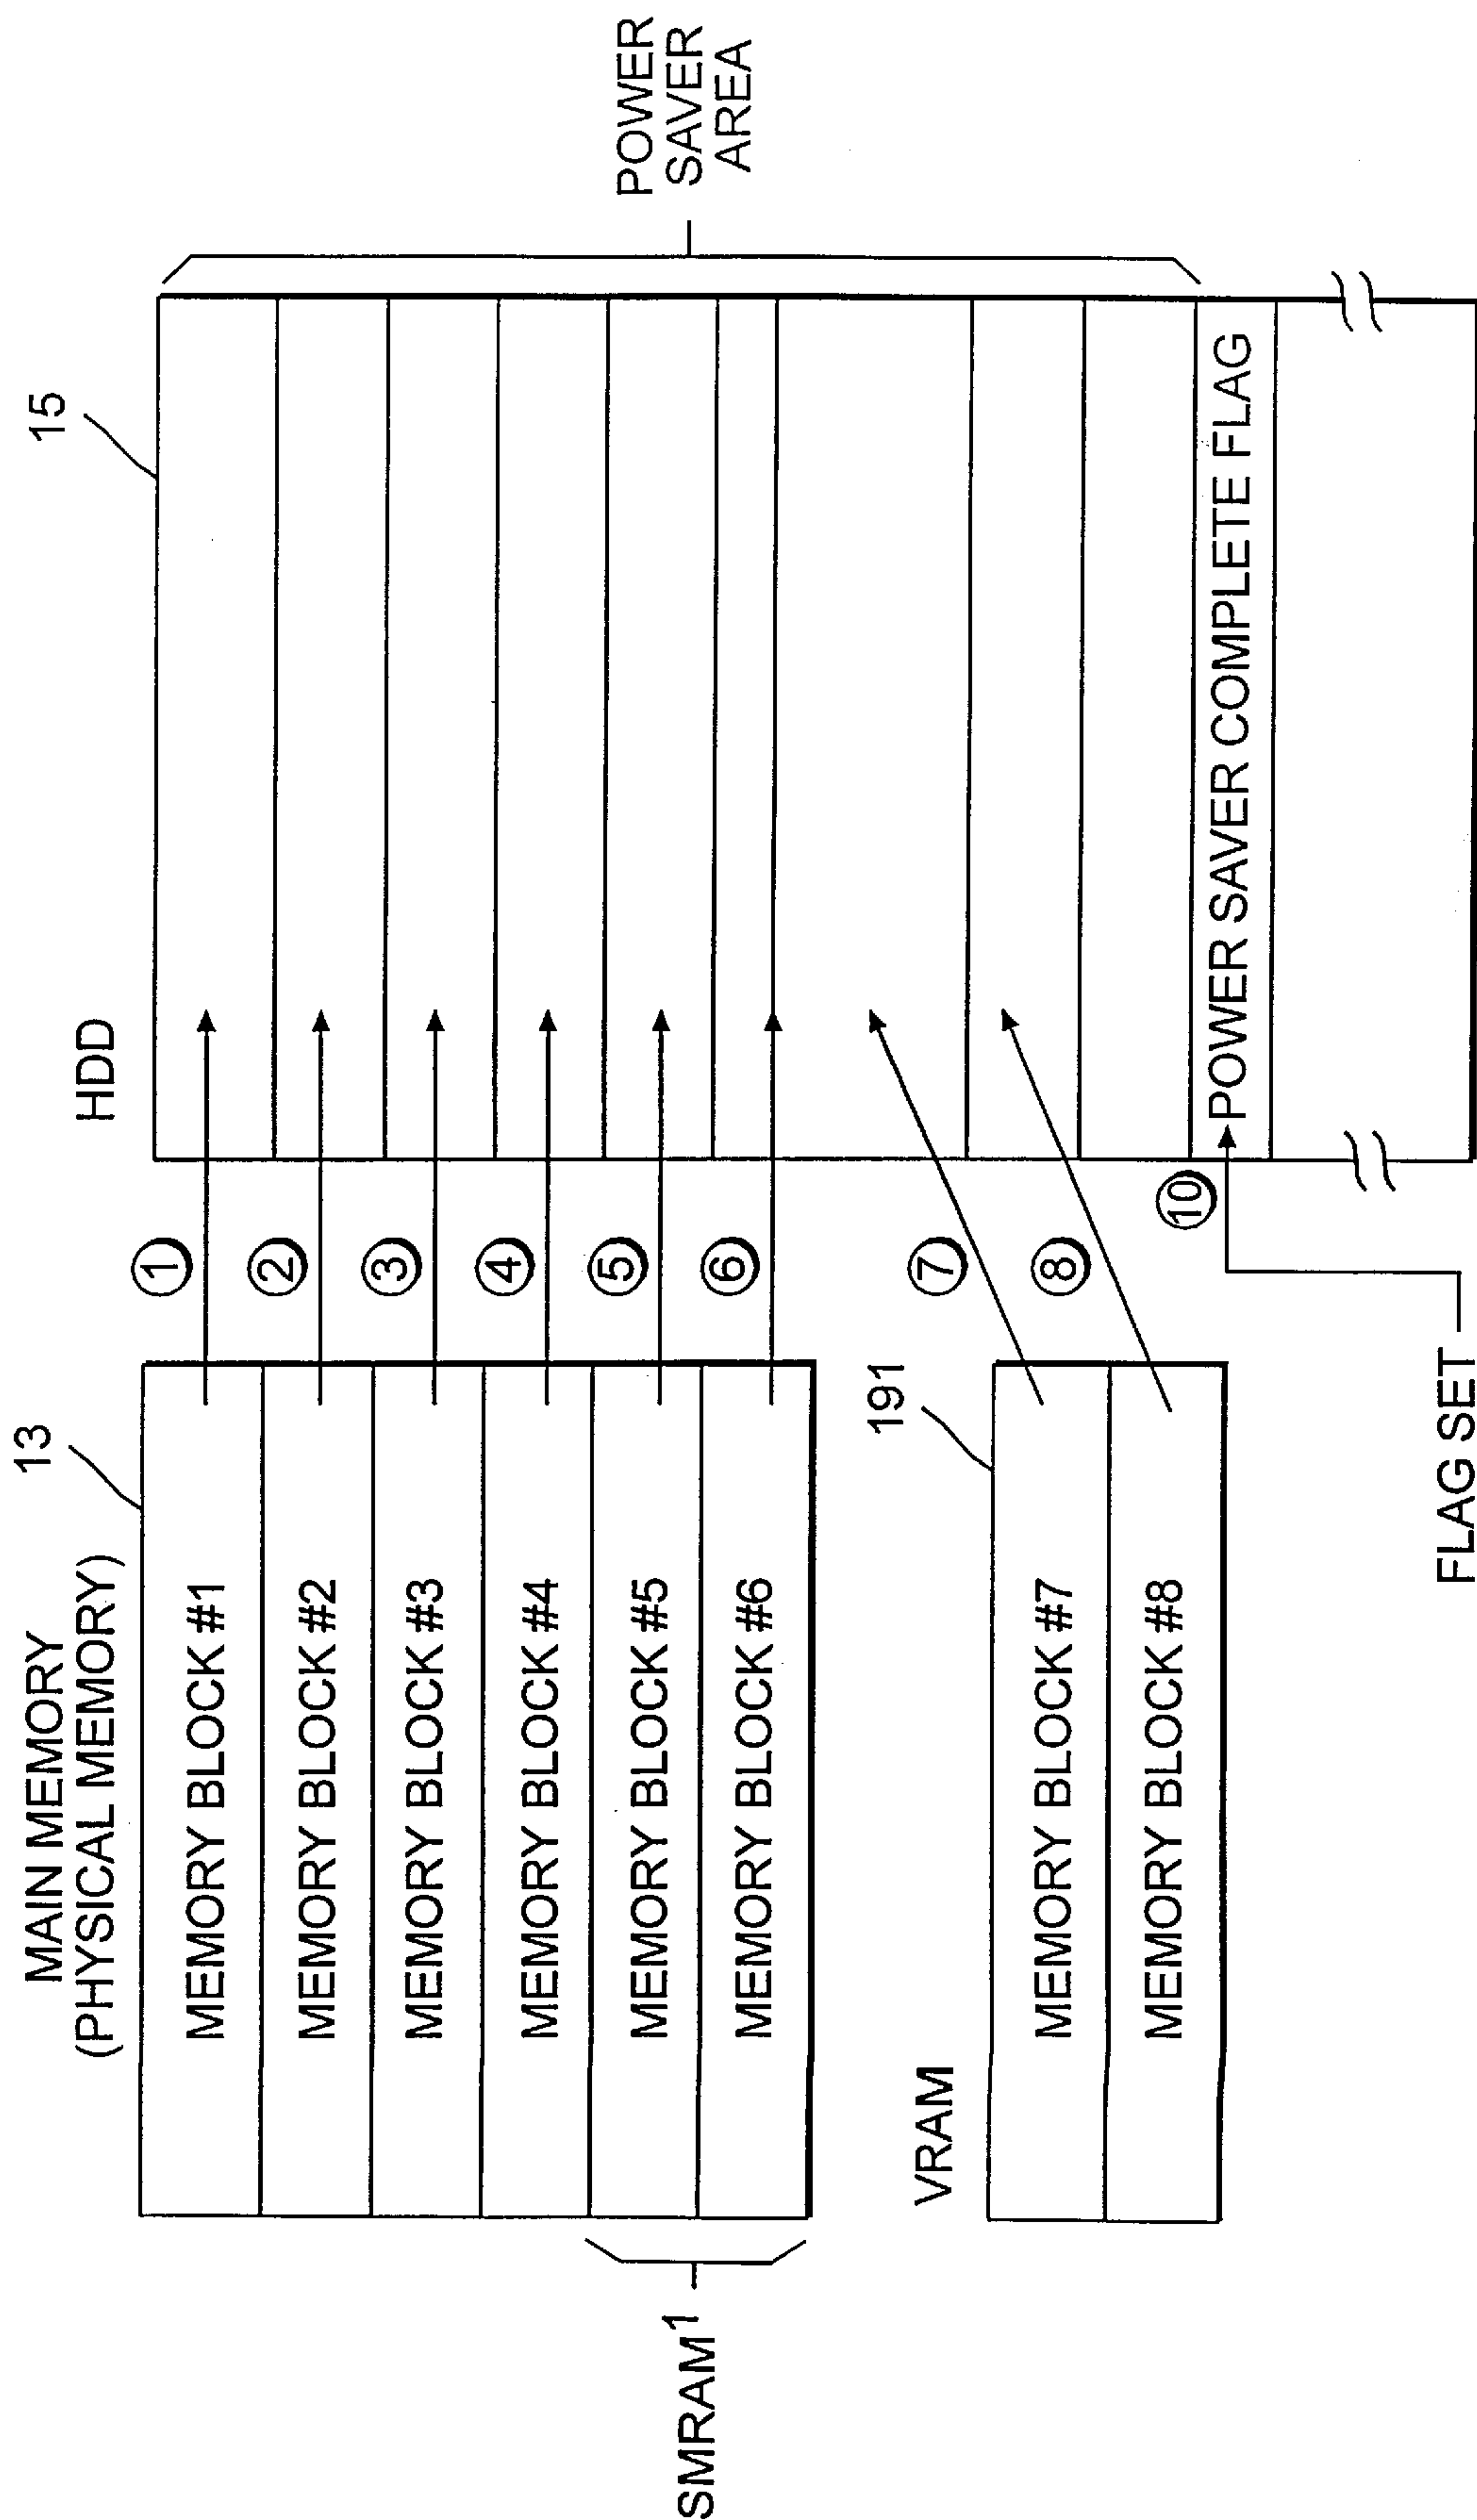 MAIN MEMORY
(PHYSICAL MEMORY)
13
MEMORY BLOCK #1
MEMORY BLOCK #2
MEMORY BLOCK #3
MEMORY BLOCK #4
MEMORY BLOCK #5
MEMORY BLOCK #6
SMRAM1
VRAM
191
MEMORY BLOCK #7
MEMORY BLOCK #8
FLAG SET
①
②
③
④
⑤
⑥
⑦
⑧
⑩
HDD
15
POWER SAVER COMPLETE FLAG
POWER
SAVER
AREA